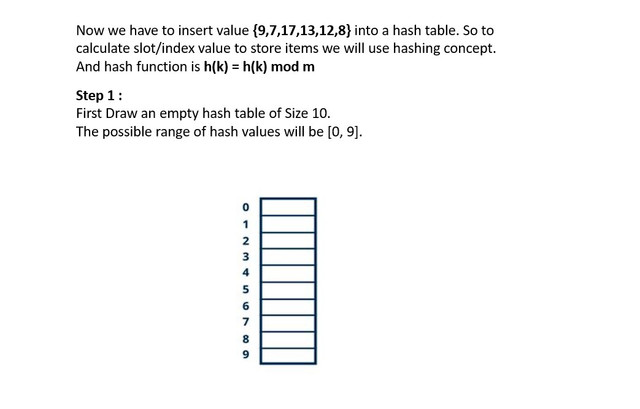 Now we have to insert value {9,7,17,13,12,8} into a hash table. So to
calculate slot/index value to store items we will use hashing concept.
And hash function is h(k) = h(k) mod m
Step 1 :
First Draw an empty hash table of Size 10.
The possible range of hash values will be [0, 9].
0
1
2
3
4
5
6
7
8
9